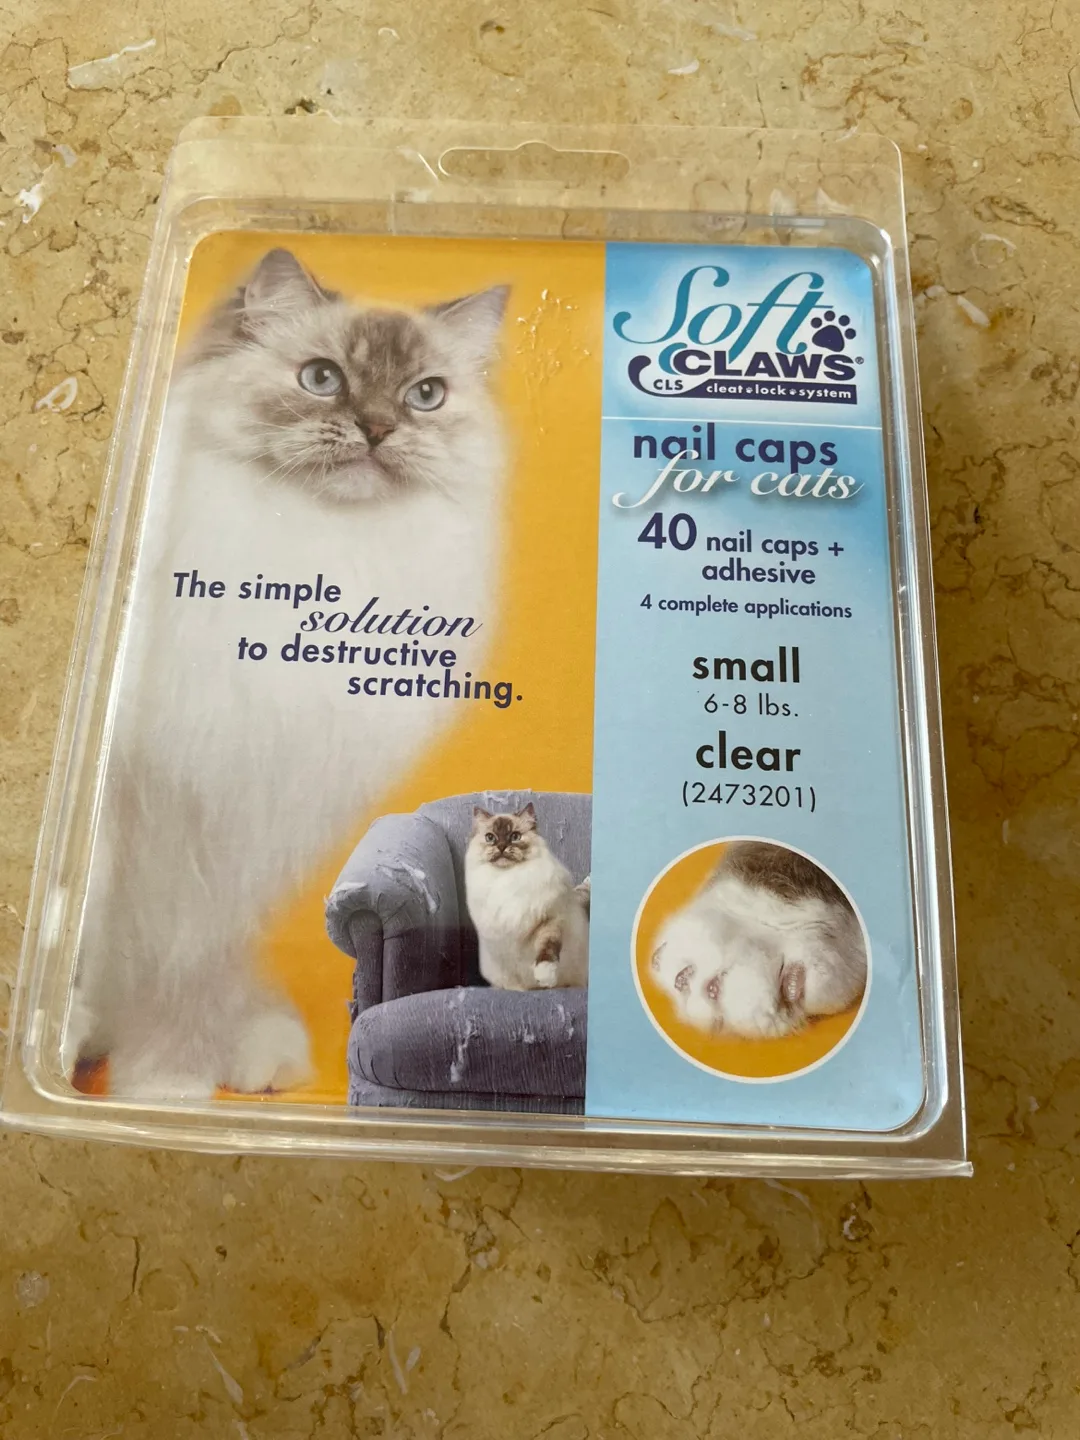 The simple
solution
to destructive
scratching.
Soft
CLAWS®
CLS cleat•lock•system
nail caps
for cats
40 nail caps +
adhesive
4 complete applications
small
6-8 lbs.
clear
(2473201)